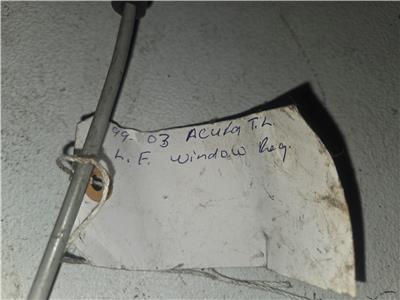 99-03 Acura T.L.
L.F. window Reg.